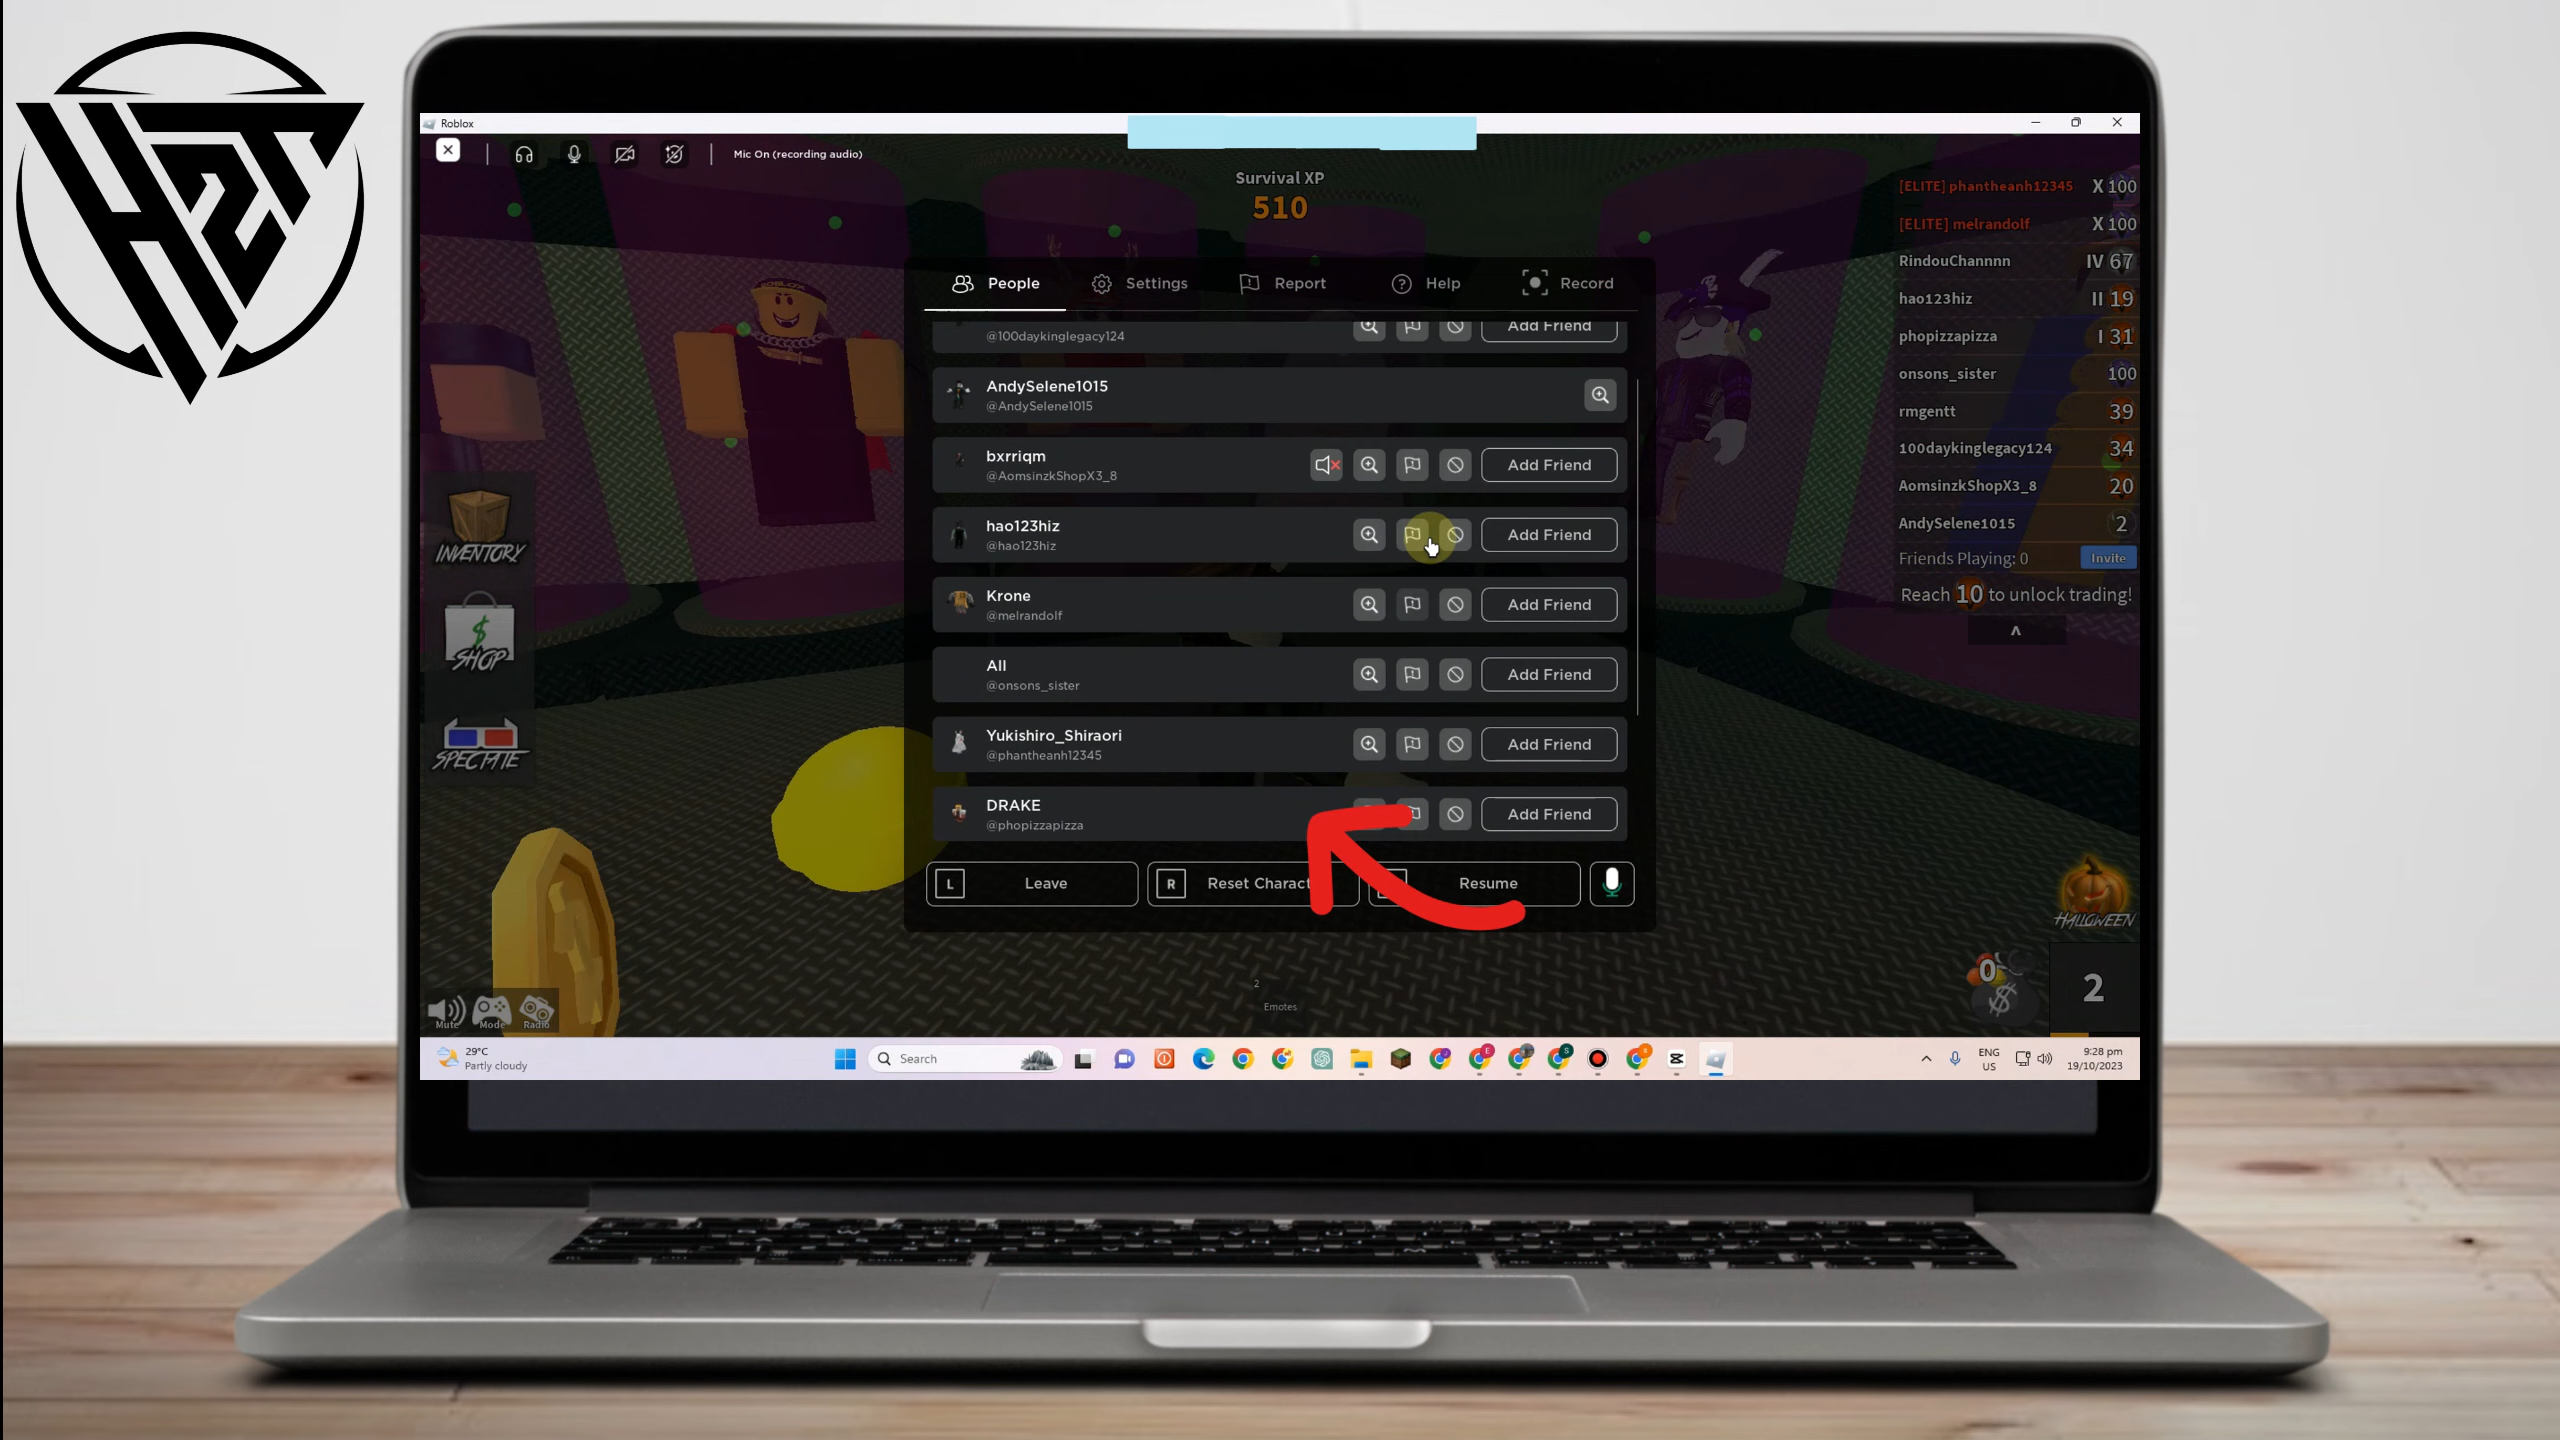 H2T
Roblox
Mic On (recording audio)
Survival XP
510
[ELITE] phantheanh12345 X 100
[ELITE] melrandolf X 100
RindouChannnn IV 67
hao123hiz II 19
phopizzapizza I 31
onsons_sister 100
rmgentt 39
100daykinglegacy124 34
AomsinzkShopX3_8 20
AndySelene1015 2
Friends Playing: 0 Invite
Reach 10 to unlock trading!
People Settings Report Help Record
@100daykinglegacy124 Add Friend
AndySelene1015
@AndySelene1015
bxrriqm
@AomsinzkShopX3_8
Add Friend
hao123hiz
@hao123hiz
Add Friend
Krone
@melrandolf
Add Friend
All
@onsons_sister
Add Friend
Yukishiro_Shiraori
@phantheanh12345
Add Friend
DRAKE
@phopizzapizza
Add Friend
L Leave R Reset Charact Resume
INVENTORY
SHOP
SPECTATE
Mute Mode Radio
2
Emotes
HALLOWEEN
0
2
29°C
Partly cloudy
Search
ENG
US
9:28 pm
19/10/2023